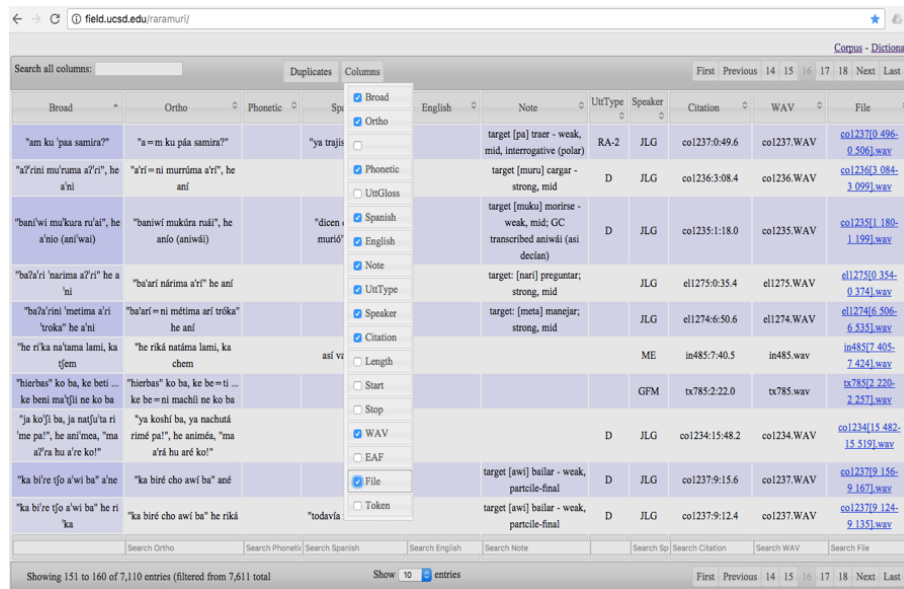 field.ucsd.edu/raramuri/
Corpus - Dictiona
Search all columns:
Duplicates Columns
First Previous 14 15 16 17 18 Next Last
Broad Ortho Phonetic Spa English Note UttType Speaker Citation WAV File
Broad
Ortho
Phonetic
UttGloss
Spanish
English
Note
UttType
Speaker
Citation
Length
Start
Stop
WAV
EAF
File
Token
"am ku 'paa samira?" "a=m ku páa samira?" "ya trajis target [pa] traer - weak, RA-2 JLG co1237:0:49.6 co1237.WAV co1237[0 496-
mid, interrogative (polar) 0 506].wav
"aʔ'rini mu'ruma aʔ'ri", he "a'rí=ni murrúma a'rí", he target [muru] cargar - D JLG co1236:3:08.4 co1236.WAV co1236[3 084-
a'ni aní strong, mid 3 099].wav
"bani'wi mu'kura ru'ai", he "baniwí mukúra ruái", he "dicen target [muku] morirse - D JLG co1235:1:18.0 co1235.WAV co1235[1 180-
a'nio (ani'wai) anío (aniwái) murió" weak, mid; GC 1 199].wav
transcribed aniwái (asi
decían)
"baʔa'ri 'narima aʔ'ri" he a "ba'arí nárima a'rí" he aní target: [nari] preguntar; JLG el1275:0:35.4 el1275.WAV el1275[0 354-
'ni strong, mid 0 374].wav
"baʔa'rini 'metima a'ri "ba'arí=ni métima arí tróka" target: [meta] manejar; JLG el1274:6:50.6 el1274.WAV el1274[6 506-
'troka" he a'ni he aní strong, mid 6 535].wav
"he ri'ka na'tama lami, ka "he riká natáma lami, ka así va ME in485:7:40.5 in485.wav in485[7 405-
tʃem chem 7 424].wav
"hierbas" ko ba, ke beti ... "hierbas" ko ba, ke be=ti ... GFM tx785:2:22.0 tx785.wav tx785[2 220-
ke beni ma'tʃii ne ko ba ke be=ni machíi ne ko ba 2 257].wav
"ja ko'ʃi ba, ja natʃu'ta ri "ya koshí ba, ya nachutá D JLG co1234:15:48.2 co1234.WAV co1234[15 482-
'me pa!", he ani'mea, "ma rimé pa!", he animéa, "ma 15 519].wav
aʔ'ra hu a're ko!" a'rá hu aré ko!"
"ka bi're tʃo a'wi ba" a'ne "ka biré cho awí ba" ané target [awi] bailar - weak, D JLG co1237:9:15.6 co1237.WAV co1237[9 156-
partcile-final 9 167].wav
"ka bi're tʃo a'wi ba" he ri "ka biré cho awí ba" he riká "todavía target [awi] bailar - weak, D JLG co1237:9:12.4 co1237.WAV co1237[9 124-
'ka partcile-final 9 135].wav
Search Ortho Search Phonetic Search Spanish Search English Search Note Search Sp Search Citation Search WAV Search File
Showing 151 to 160 of 7,110 entries (filtered from 7,611 total
Show 10 entries
First Previous 14 15 16 17 18 Next Last